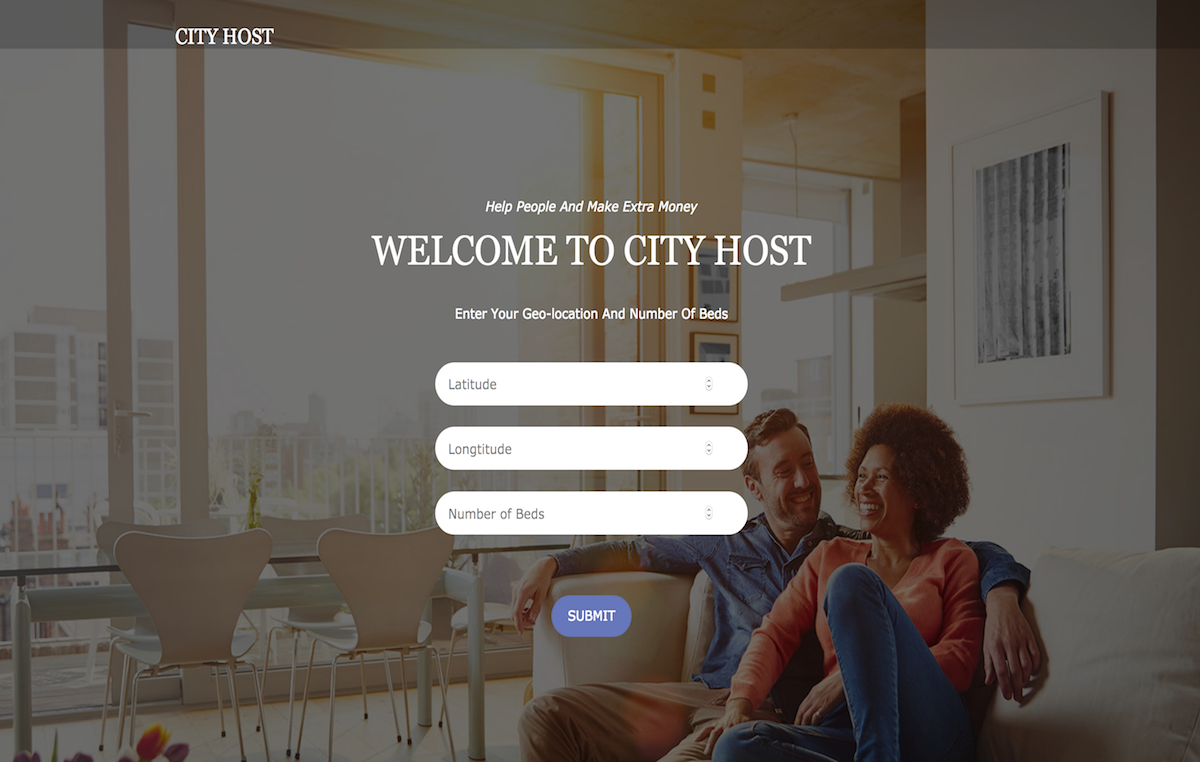 CITY HOST
Help People And Make Extra Money
WELCOME TO CITY HOST
Enter Your Geo-location And Number Of Beds
Latitude
Longtitude
Number of Beds
SUBMIT